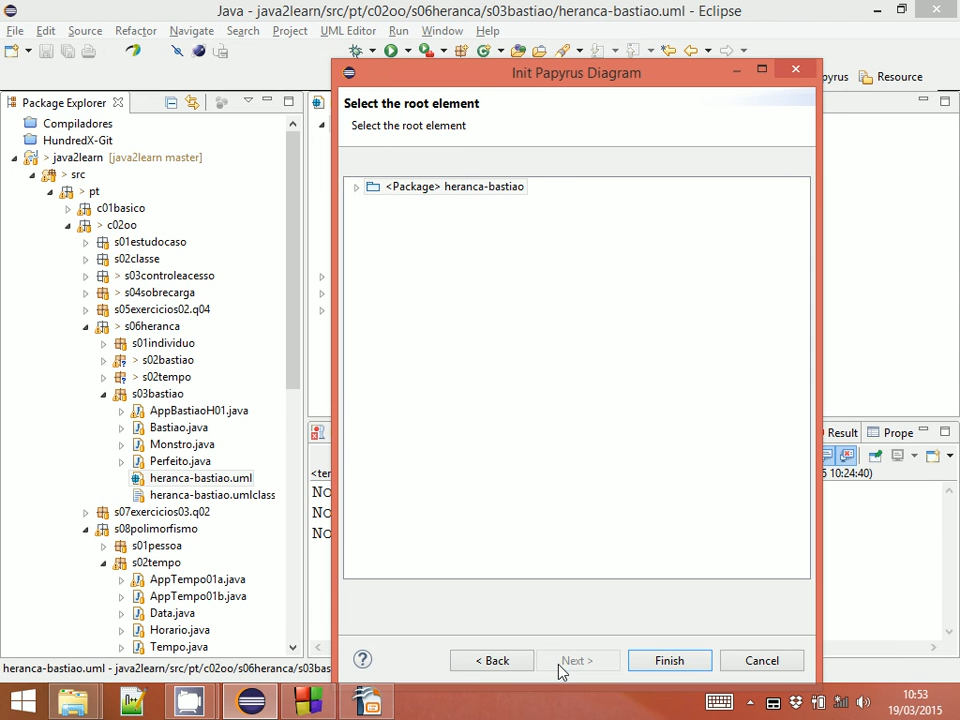 Java - java2learn/src/pt/c02oo/s06heranca/s03bastiao/heranca-bastiao.uml - Eclipse
File Edit Source Refactor Navigate Search Project UML Editor Run Window Help
Resource
Package Explorer
Compiladores
HundredX-Git
> java2learn [java2learn master]
> src
> pt
c01basico
> c02oo
s01estudocaso
s02classe
> s03controleacesso
> s04sobrecarga
s05exercicios02.q04
> s06heranca
s01individuo
> s02bastiao
> s02tempo
s03bastiao
AppBastiaoH01.java
Bastiao.java
Monstro.java
Perfeito.java
heranca-bastiao.uml
heranca-bastiao.umlclass
s07exercicios03.q02
s08polimorfismo
s01pessoa
s02tempo
AppTempo01a.java
AppTempo01b.java
Data.java
Horario.java
Tempo.java
heranca-bastiao.uml - java2learn/src/pt/c02oo/s06heranca/s03bas
Init Papyrus Diagram
Select the root element
Select the root element
<Package> heranca-bastiao
< Back
Next >
Finish
Cancel
Result
Prope
10:24:40)
<ter
No
No
No
10:53
19/03/2015